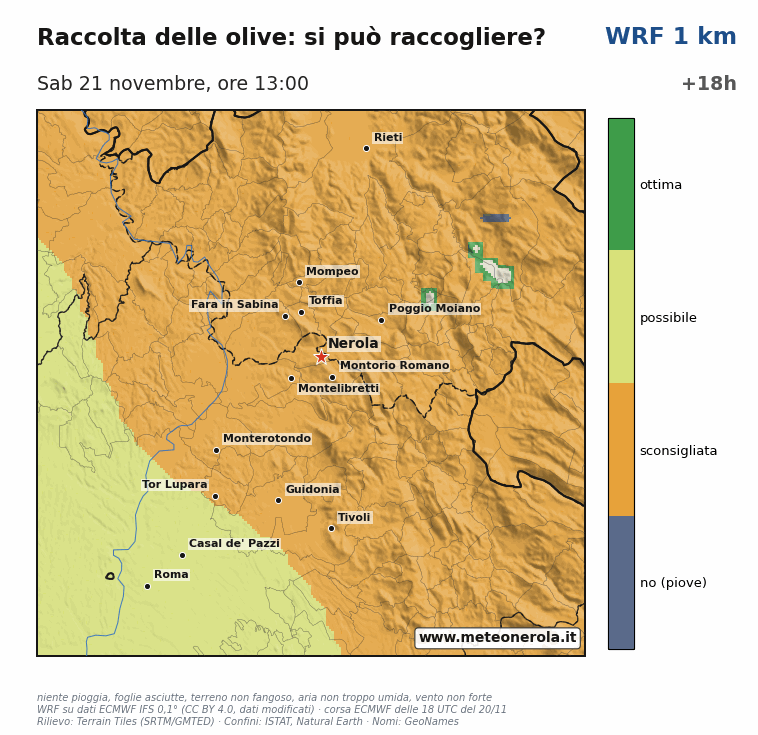 Raccolta delle olive: si può raccogliere?
WRF 1 km
Sab 21 novembre, ore 13:00
+18h
Rieti
Mompeo
Fara in Sabina
Toffia
Poggio Moiano
Nerola
Montorio Romano
Montelibretti
Monterotondo
Tor Lupara
Guidonia
Tivoli
Casal de' Pazzi
Roma
www.meteonerola.it
ottima
possibile
sconsigliata
no (piove)
niente pioggia, foglie asciutte, terreno non fangoso, aria non troppo umida, vento non forte
WRF su dati ECMWF IFS 0,1° (CC BY 4.0, dati modificati) · corsa ECMWF delle 18 UTC del 20/11
Rilievo: Terrain Tiles (SRTM/GMTED) · Confini: ISTAT, Natural Earth · Nomi: GeoNames